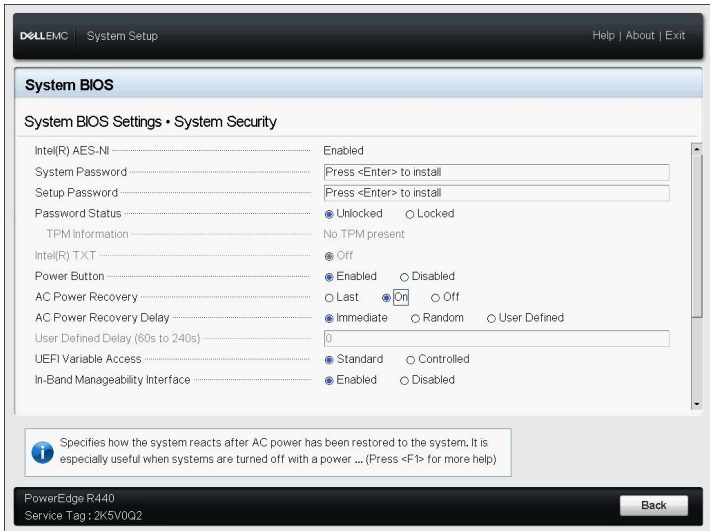 DELLEMC System Setup Help | About | Exit
System BIOS
System BIOS Settings • System Security
Intel(R) AES-NI Enabled
System Password Press <Enter> to install
Setup Password Press <Enter> to install
Password Status Unlocked Locked
TPM Information No TPM present
Intel(R) TXT Off
Power Button Enabled Disabled
AC Power Recovery Last On Off
AC Power Recovery Delay Immediate Random User Defined
User Defined Delay (60s to 240s) 0
UEFI Variable Access Standard Controlled
In-Band Manageability Interface Enabled Disabled
Specifies how the system reacts after AC power has been restored to the system. It is
especially useful when systems are turned off with a power ... (Press <F1> for more help)
PowerEdge R440
Service Tag : 2K5V0Q2
Back